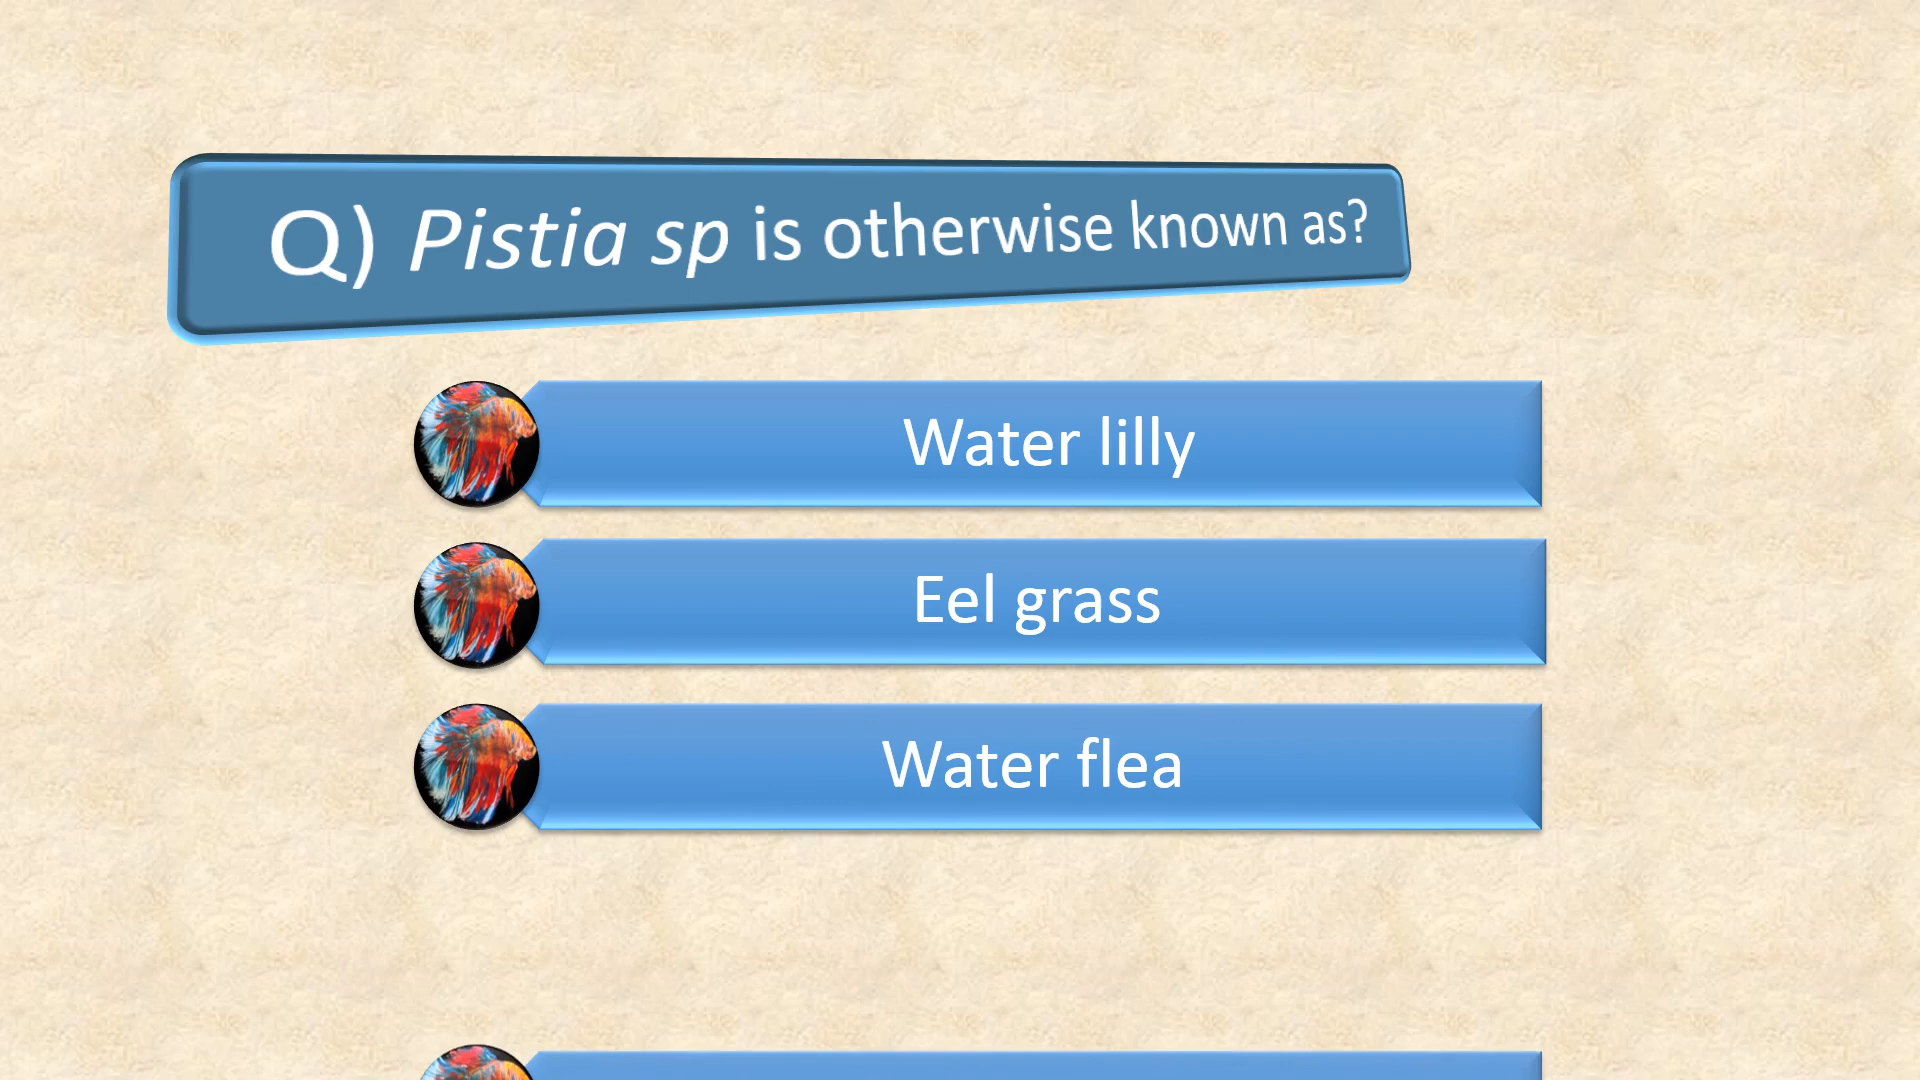 Q) Pistia sp is otherwise known as?
Water lilly
Eel grass
Water flea